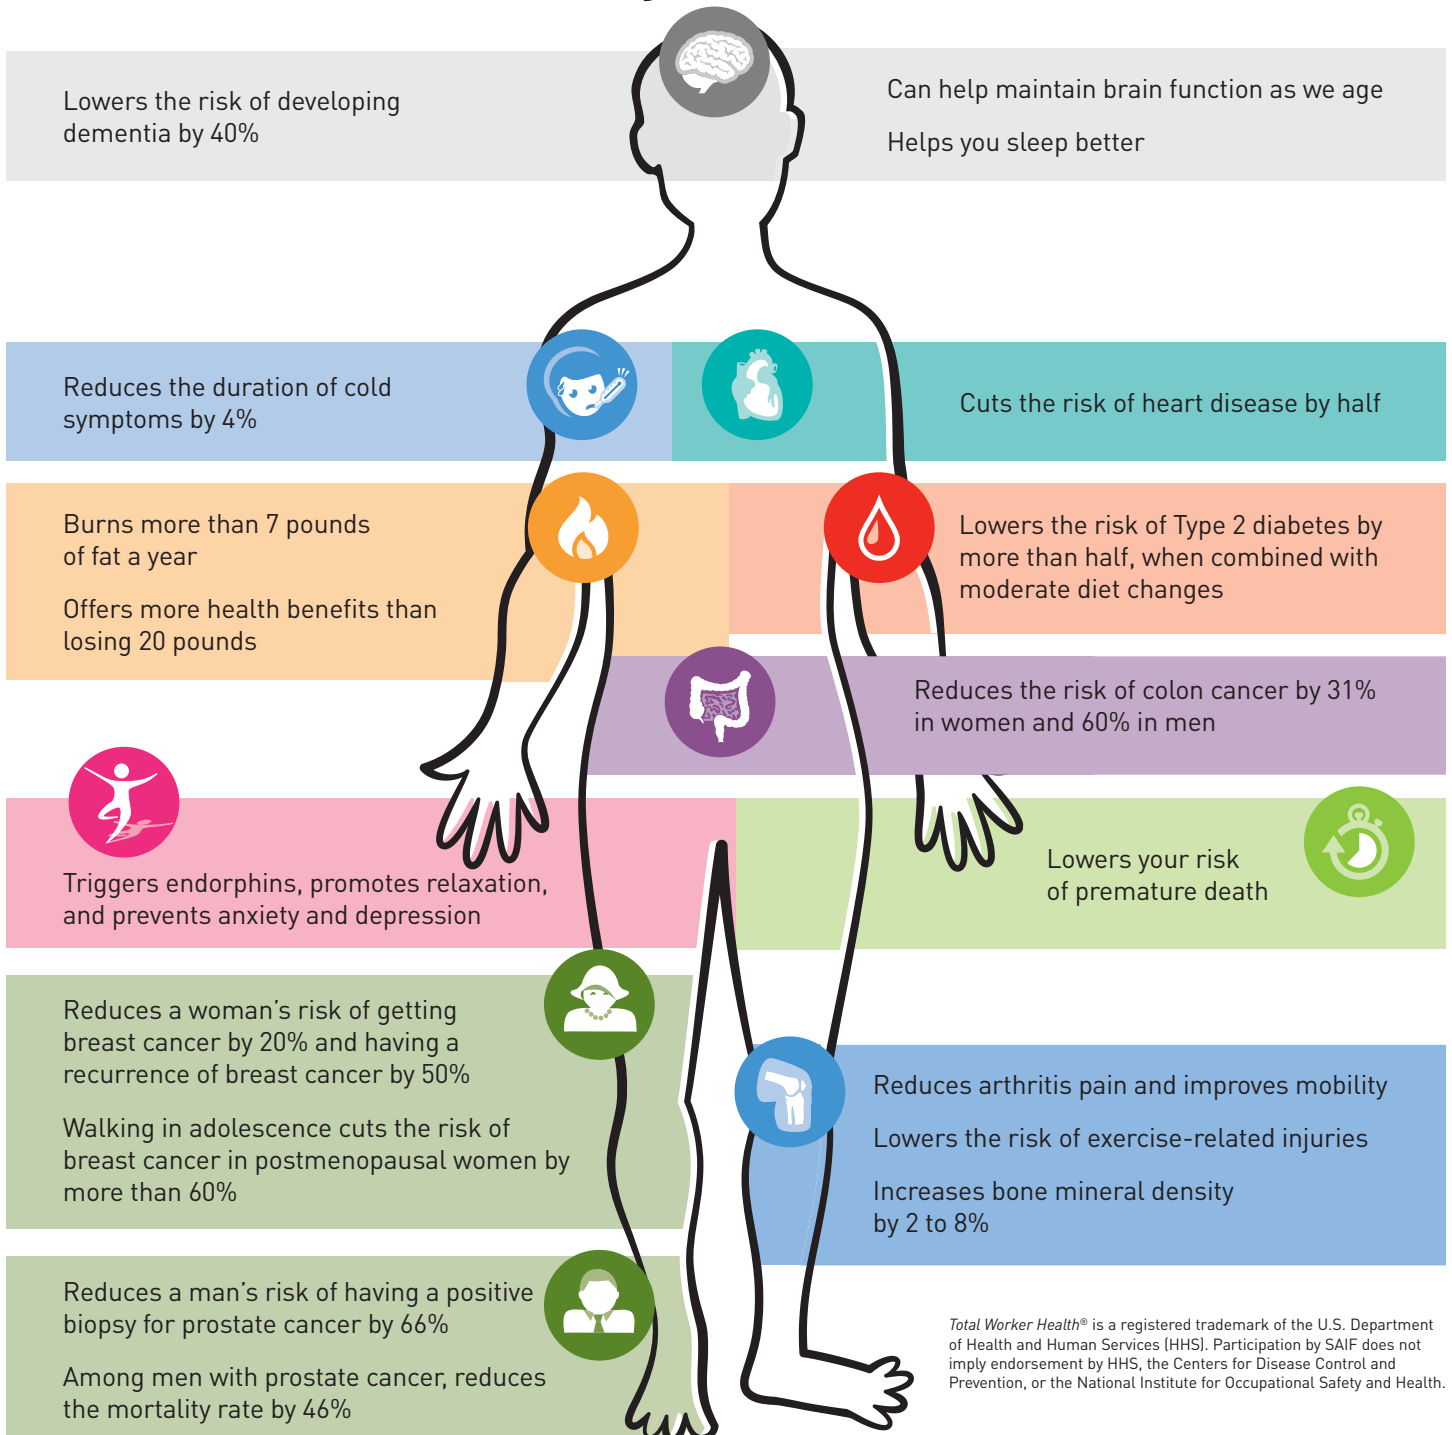 Lowers the risk of developing
dementia by 40%
Can help maintain brain function as we age
Helps you sleep better
Reduces the duration of cold
symptoms by 4%
Cuts the risk of heart disease by half
Burns more than 7 pounds
of fat a year
Offers more health benefits than
losing 20 pounds
Lowers the risk of Type 2 diabetes by
more than half, when combined with
moderate diet changes
Reduces the risk of colon cancer by 31%
in women and 60% in men
Triggers endorphins, promotes relaxation,
and prevents anxiety and depression
Lowers your risk
of premature death
Reduces a woman's risk of getting
breast cancer by 20% and having a
recurrence of breast cancer by 50%
Walking in adolescence cuts the risk of
breast cancer in postmenopausal women by
more than 60%
Reduces arthritis pain and improves mobility
Lowers the risk of exercise-related injuries
Increases bone mineral density
by 2 to 8%
Reduces a man's risk of having a positive
biopsy for prostate cancer by 66%
Among men with prostate cancer, reduces
the mortality rate by 46%
Total Worker Health® is a registered trademark of the U.S. Department
of Health and Human Services (HHS). Participation by SAIF does not
imply endorsement by HHS, the Centers for Disease Control and
Prevention, or the National Institute for Occupational Safety and Health.